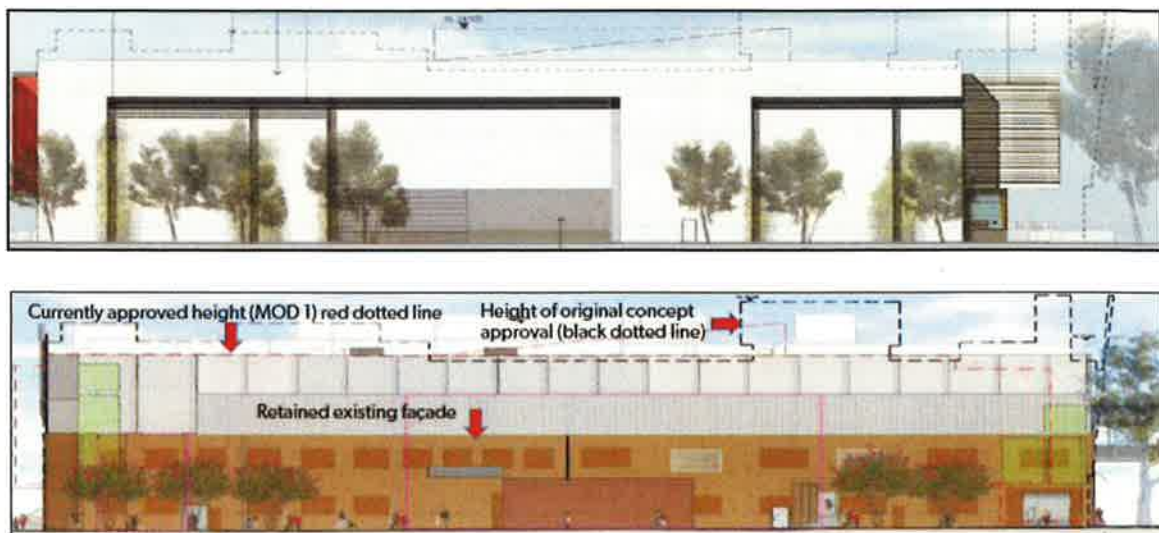 Currently approved height (MOD 1) red dotted line
Height of original concept
approval (black dotted line)
Retained existing façade